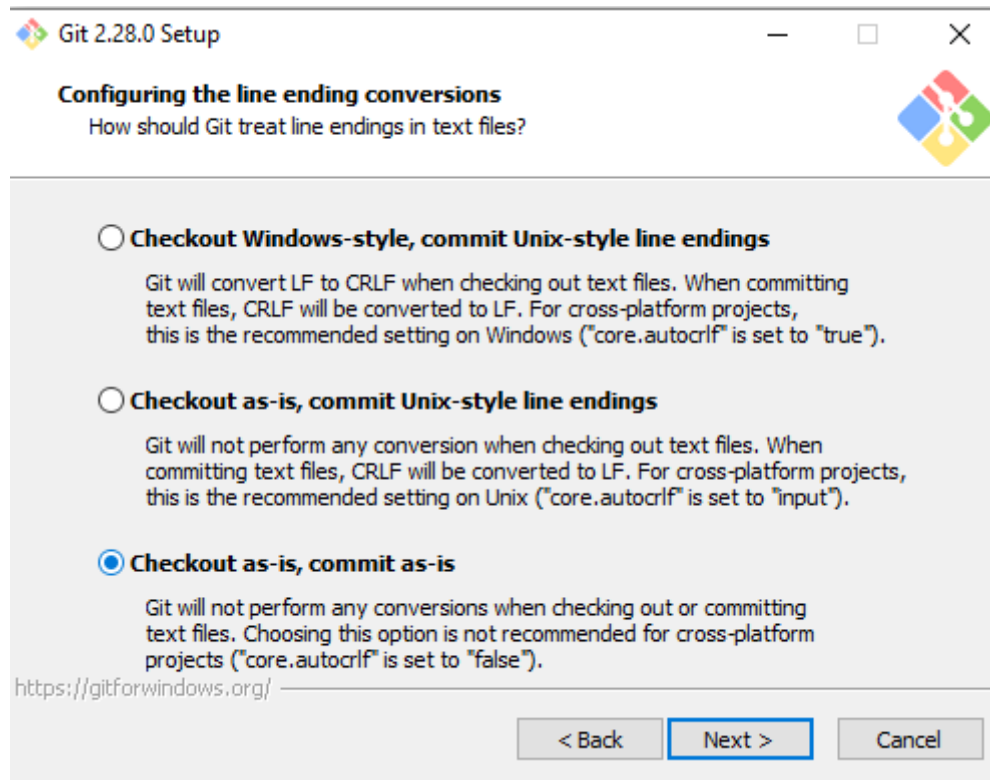 Git 2.28.0 Setup
Configuring the line ending conversions
How should Git treat line endings in text files?
Checkout Windows-style, commit Unix-style line endings
Git will convert LF to CRLF when checking out text files. When committing
text files, CRLF will be converted to LF. For cross-platform projects,
this is the recommended setting on Windows ("core.autocrlf" is set to "true").
Checkout as-is, commit Unix-style line endings
Git will not perform any conversion when checking out text files. When
committing text files, CRLF will be converted to LF. For cross-platform projects,
this is the recommended setting on Unix ("core.autocrlf" is set to "input").
Checkout as-is, commit as-is
Git will not perform any conversions when checking out or committing
text files. Choosing this option is not recommended for cross-platform
projects ("core.autocrlf" is set to "false").
https://gitforwindows.org/
< Back Next > Cancel